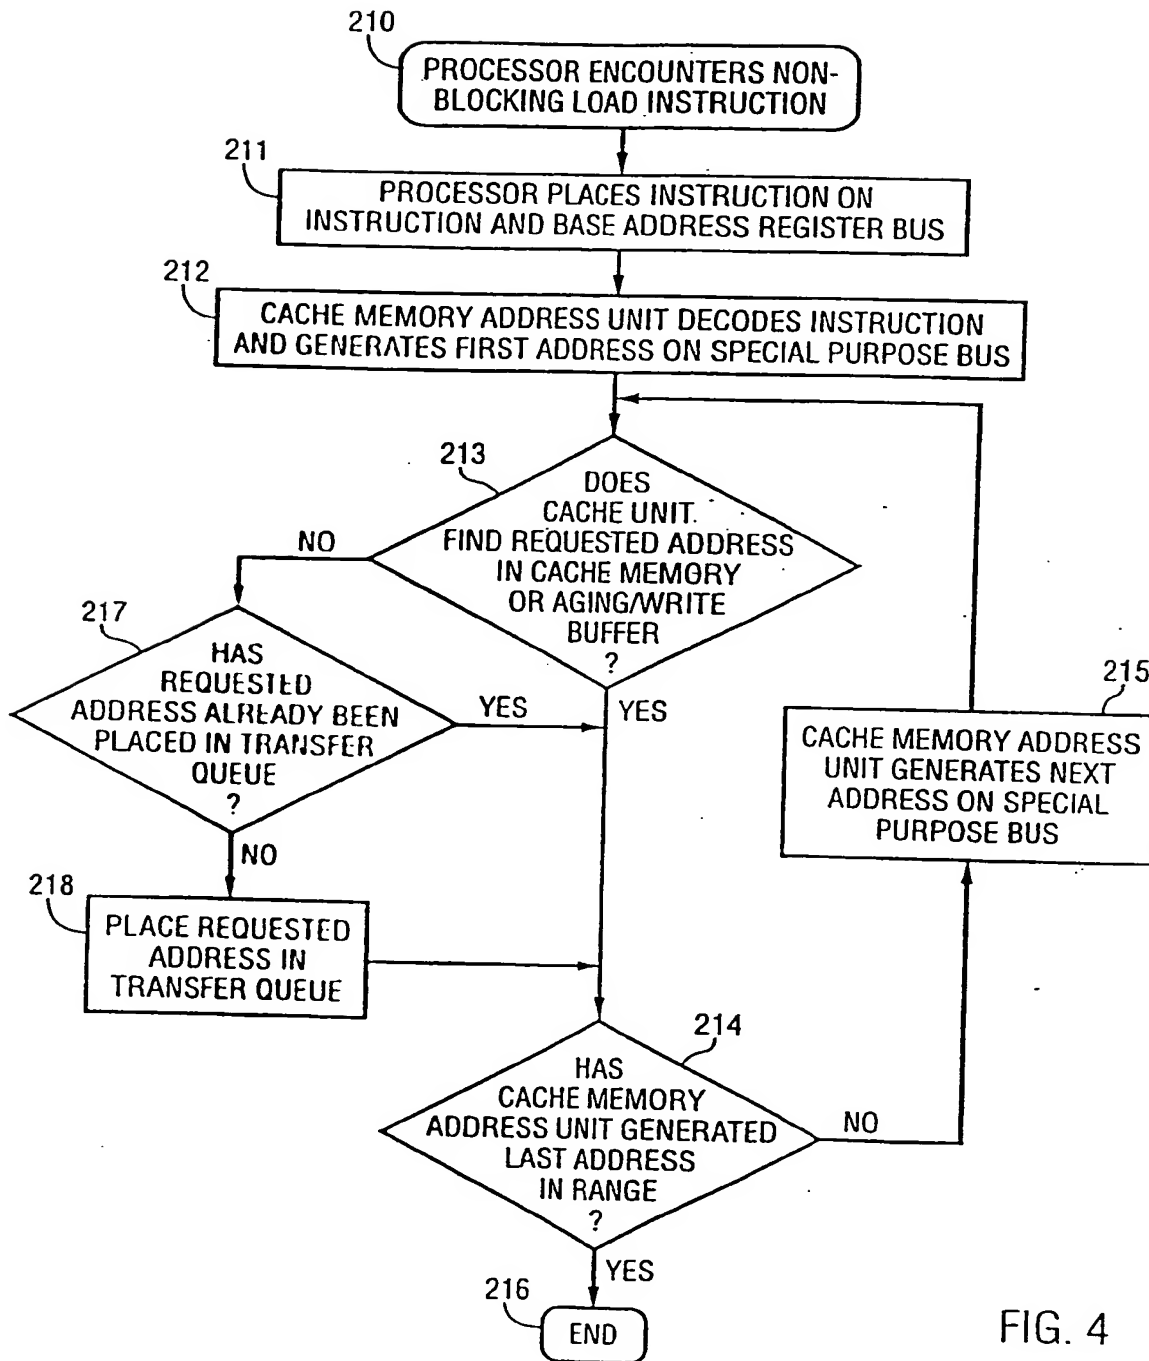 210
PROCESSOR ENCOUNTERS NON-
BLOCKING LOAD INSTRUCTION
211
PROCESSOR PLACES INSTRUCTION ON
INSTRUCTION AND BASE ADDRESS REGISTER BUS
212
CACHE MEMORY ADDRESS UNIT DECODES INSTRUCTION
AND GENERATES FIRST ADDRESS ON SPECIAL PURPOSE BUS
213
DOES
CACHE UNIT
FIND REQUESTED ADDRESS
IN CACHE MEMORY
OR AGING/WRITE
BUFFER
?
NO
YES
217
HAS
REQUESTED
ADDRESS ALREADY BEEN
PLACED IN TRANSFER
QUEUE
?
YES
NO
215
CACHE MEMORY ADDRESS
UNIT GENERATES NEXT
ADDRESS ON SPECIAL
PURPOSE BUS
218
PLACE REQUESTED
ADDRESS IN
TRANSFER QUEUE
214
HAS
CACHE MEMORY
ADDRESS UNIT GENERATED
LAST ADDRESS
IN RANGE
?
NO
YES
216
END
FIG. 4